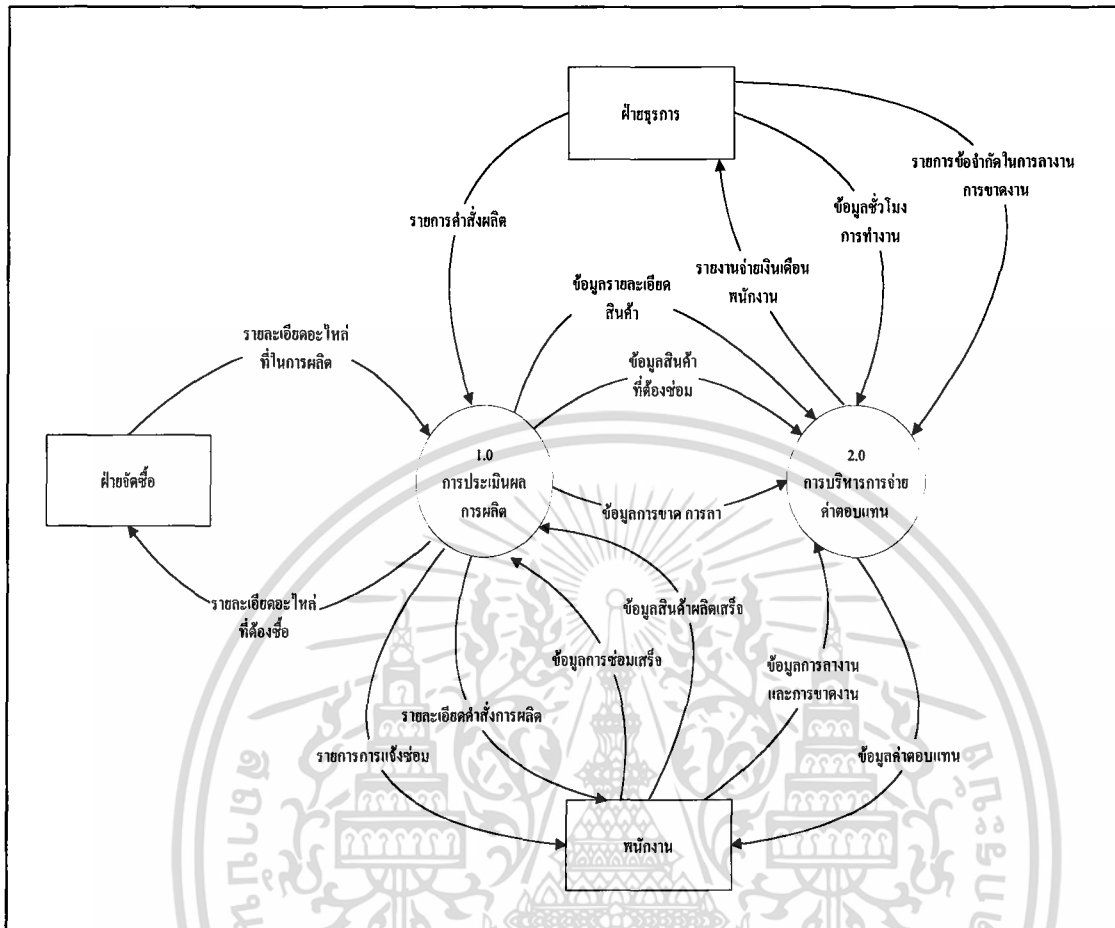 ฝ่ายธุรการ
รายการข้อจำกัดในการลางาน
การขาดงาน
รายการคำสั่งผลิต
ข้อมูลชั่วโมง
การทำงาน
รายงานจ่ายเงินเดือน
พนักงาน
ข้อมูลรายละเอียด
สินค้า
รายละเอียดอะไหล่
ที่ในการผลิต
ข้อมูลสินค้า
ที่ต้องซ่อม
ฝ่ายจัดซื้อ
1.0
การประเมินผล
การผลิต
2.0
การบริหารการจ่าย
ค่าตอบแทน
ข้อมูลการขาด การลา
รายละเอียดอะไหล่
ที่ต้องซื้อ
ข้อมูลสินค้าผลิตเสร็จ
ข้อมูลการซ่อมเสร็จ
ข้อมูลการลางาน
และการขาดงาน
รายละเอียดคำสั่งการผลิต
รายการการแจ้งซ่อม
ข้อมูลค่าตอบแทน
พนักงาน